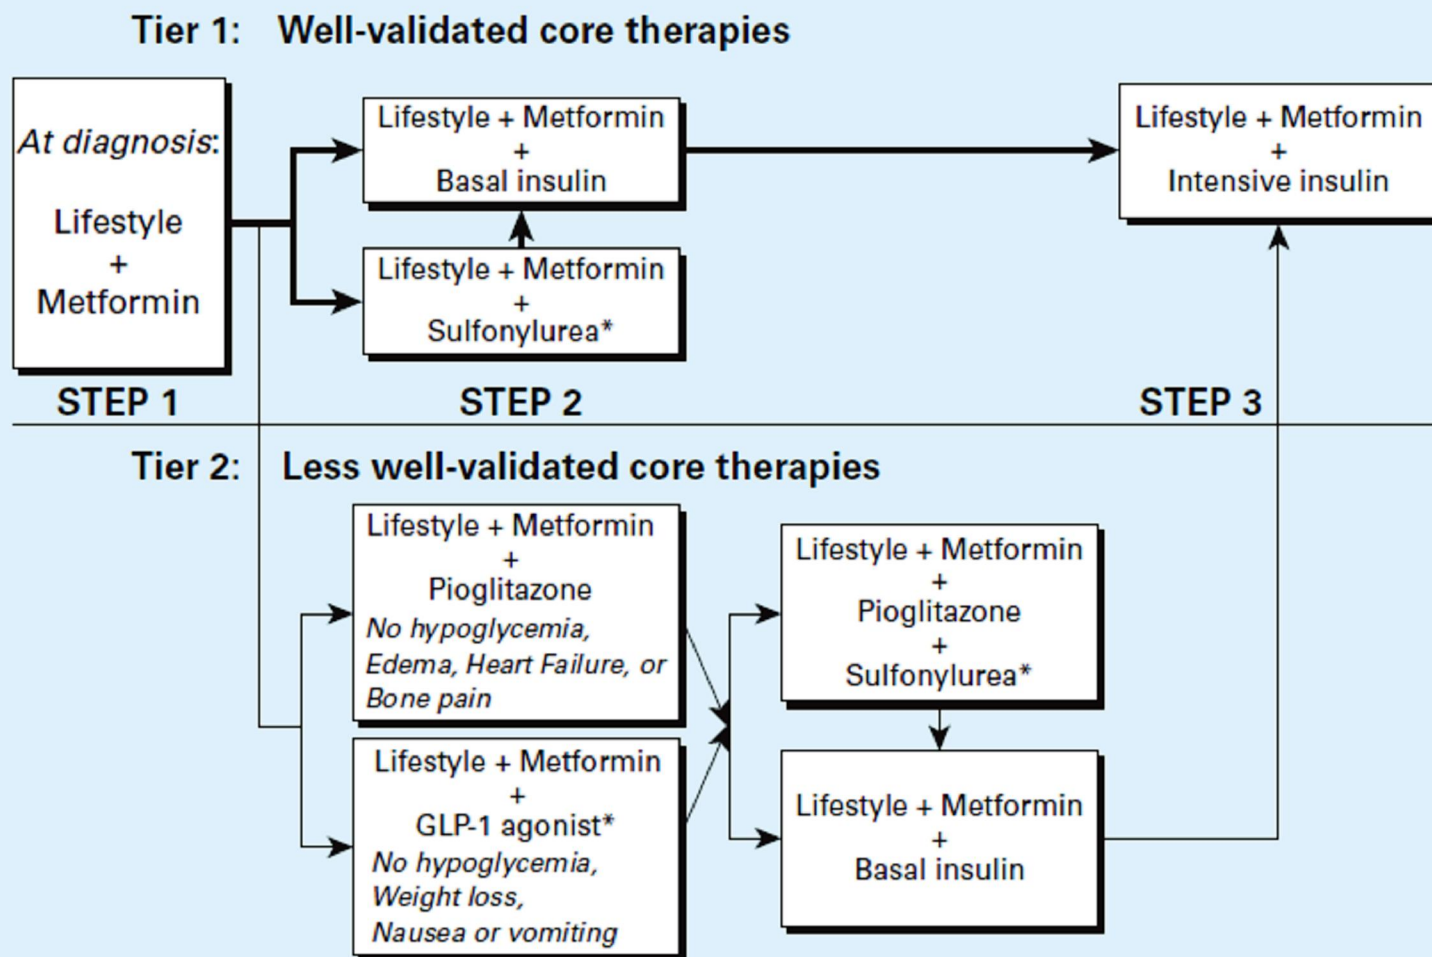 Tier 1: Well-validated core therapies
At diagnosis:
Lifestyle
+
Metformin
Lifestyle + Metformin
+
Basal insulin
Lifestyle + Metformin
+
Sulfonylurea*
Lifestyle + Metformin
+
Intensive insulin
STEP 1
STEP 2
STEP 3
Tier 2: Less well-validated core therapies
Lifestyle + Metformin
+
Pioglitazone
No hypoglycemia,
Edema, Heart Failure, or
Bone pain
Lifestyle + Metformin
+
GLP-1 agonist*
No hypoglycemia,
Weight loss,
Nausea or vomiting
Lifestyle + Metformin
+
Pioglitazone
+
Sulfonylurea*
Lifestyle + Metformin
+
Basal insulin